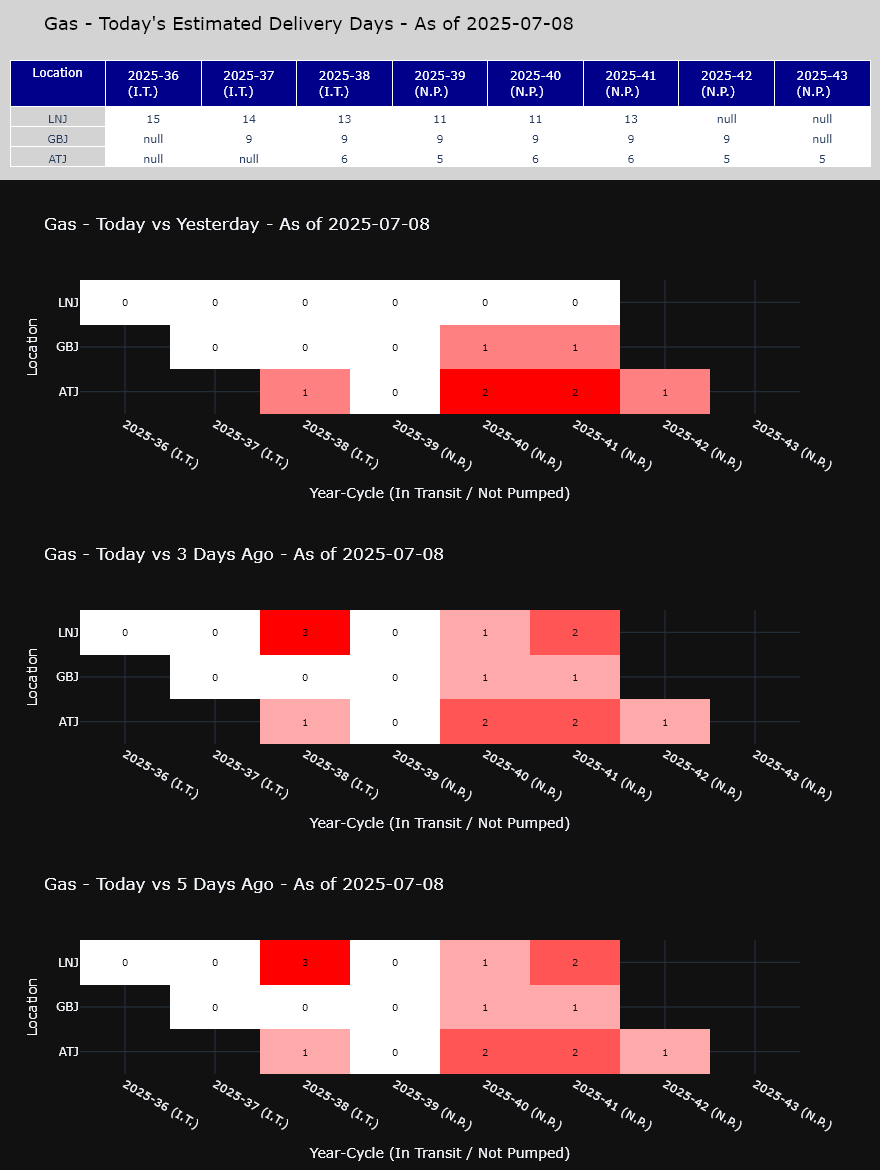 Gas - Today's Estimated Delivery Days - As of 2025-07-08
Location 2025-36 (I.T.) 2025-37 (I.T.) 2025-38 (I.T.) 2025-39 (N.P.) 2025-40 (N.P.) 2025-41 (N.P.) 2025-42 (N.P.) 2025-43 (N.P.)
LNJ 15 14 13 11 11 13 null null
GBJ null 9 9 9 9 9 9 null
ATJ null null 6 5 6 6 5 5
Gas - Today vs Yesterday - As of 2025-07-08
Location
LNJ 0 0 0 0 0 0
GBJ 0 0 0 1 1
ATJ 1 0 2 2 1
2025-36 (I.T.) 2025-37 (I.T.) 2025-38 (I.T.) 2025-39 (N.P.) 2025-40 (N.P.) 2025-41 (N.P.) 2025-42 (N.P.) 2025-43 (N.P.)
Year-Cycle (In Transit / Not Pumped)
Gas - Today vs 3 Days Ago - As of 2025-07-08
Location
LNJ 0 0 3 0 1 2
GBJ 0 0 0 1 1
ATJ 1 0 2 2 1
2025-36 (I.T.) 2025-37 (I.T.) 2025-38 (I.T.) 2025-39 (N.P.) 2025-40 (N.P.) 2025-41 (N.P.) 2025-42 (N.P.) 2025-43 (N.P.)
Year-Cycle (In Transit / Not Pumped)
Gas - Today vs 5 Days Ago - As of 2025-07-08
Location
LNJ 0 0 3 0 1 2
GBJ 0 0 0 1 1
ATJ 1 0 2 2 1
2025-36 (I.T.) 2025-37 (I.T.) 2025-38 (I.T.) 2025-39 (N.P.) 2025-40 (N.P.) 2025-41 (N.P.) 2025-42 (N.P.) 2025-43 (N.P.)
Year-Cycle (In Transit / Not Pumped)